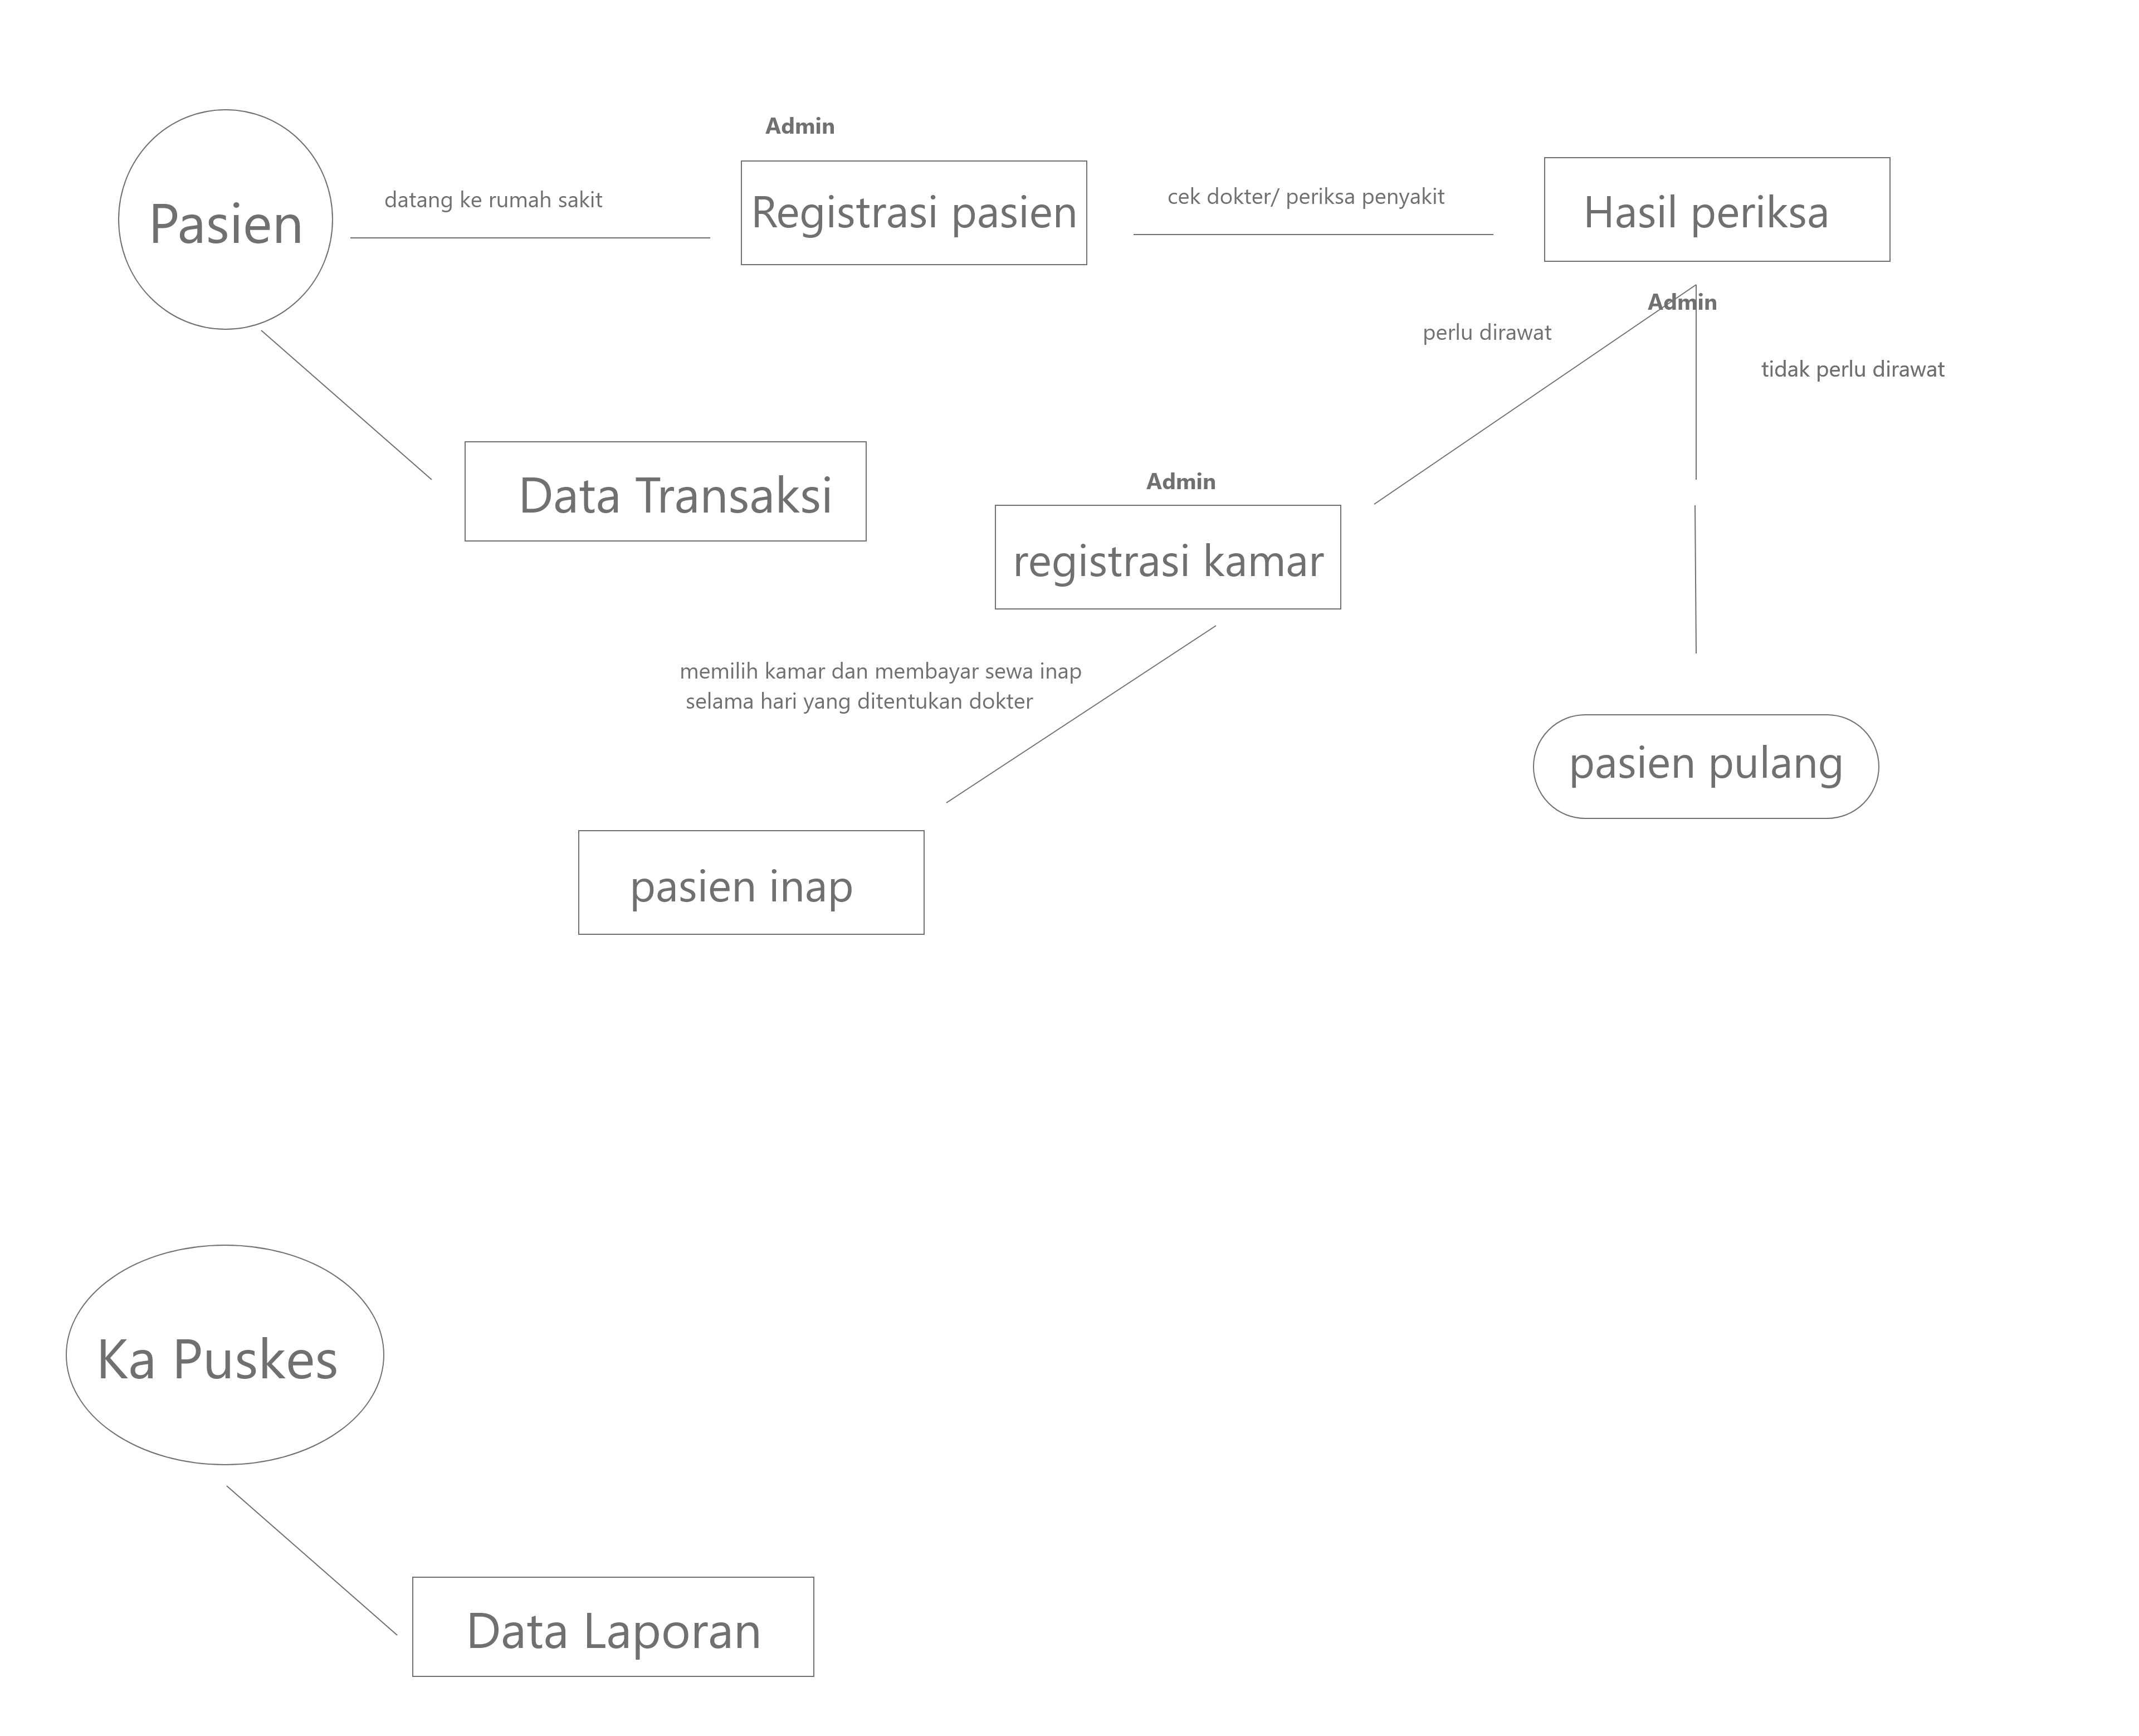 Admin
Pasien
datang ke rumah sakit
Registrasi pasien
cek dokter/ periksa penyakit
Hasil periksa
Admin
perlu dirawat
tidak perlu dirawat
Data Transaksi
Admin
registrasi kamar
memilih kamar dan membayar sewa inap
selama hari yang ditentukan dokter
pasien pulang
pasien inap
Ka Puskes
Data Laporan